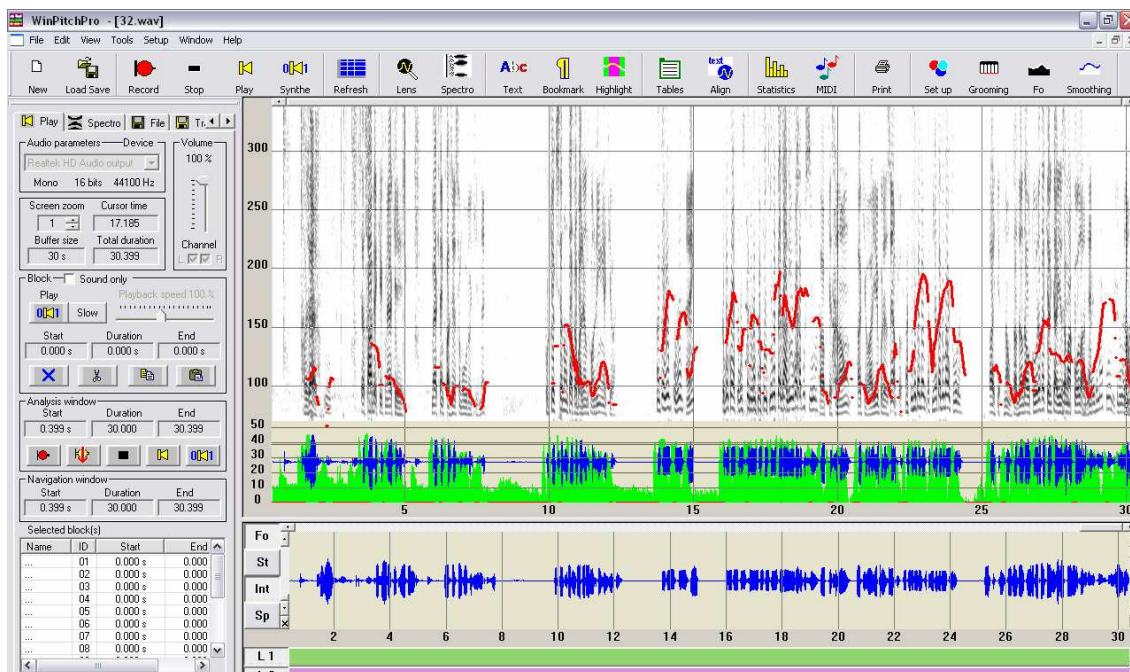 WinPitchPro - [32.wav]
File Edit View Tools Setup Window Help
New Load Save Record Stop Play Synthe Refresh Lens Spectro Text Bookmark Highlight Tables Align Statistics MIDI Print Set up Grooming Fo Smoothing
Play Spectro File Tr
Audio parameters Device Volume
Realtek HD Audio output 100 %
Mono 16 bits 44100 Hz
Screen zoom Cursor time
1 17.185
Buffer size Total duration Channel
30 s 30.399 L R
Block Sound only
Play Playback speed 100 %
Slow
Start Duration End
0.000 s 0.000 s 0.000 s
Analysis window
Start Duration End
0.399 s 30.000 30.399
Navigation window
Start Duration End
0.399 s 30.000 30.399
Selected block(s)
Name ID Start End
... 01 0.000 s 0.000
... 02 0.000 s 0.000
... 03 0.000 s 0.000
... 04 0.000 s 0.000
... 05 0.000 s 0.000
... 06 0.000 s 0.000
... 07 0.000 s 0.000
... 08 0.000 s 0.000
300
250
200
150
100
50
40
30
20
10
0
5 10 15 20 25 30
Fo
St
Int
Sp
2 4 6 8 10 12 14 16 18 20 22 24 26 28 30
L 1